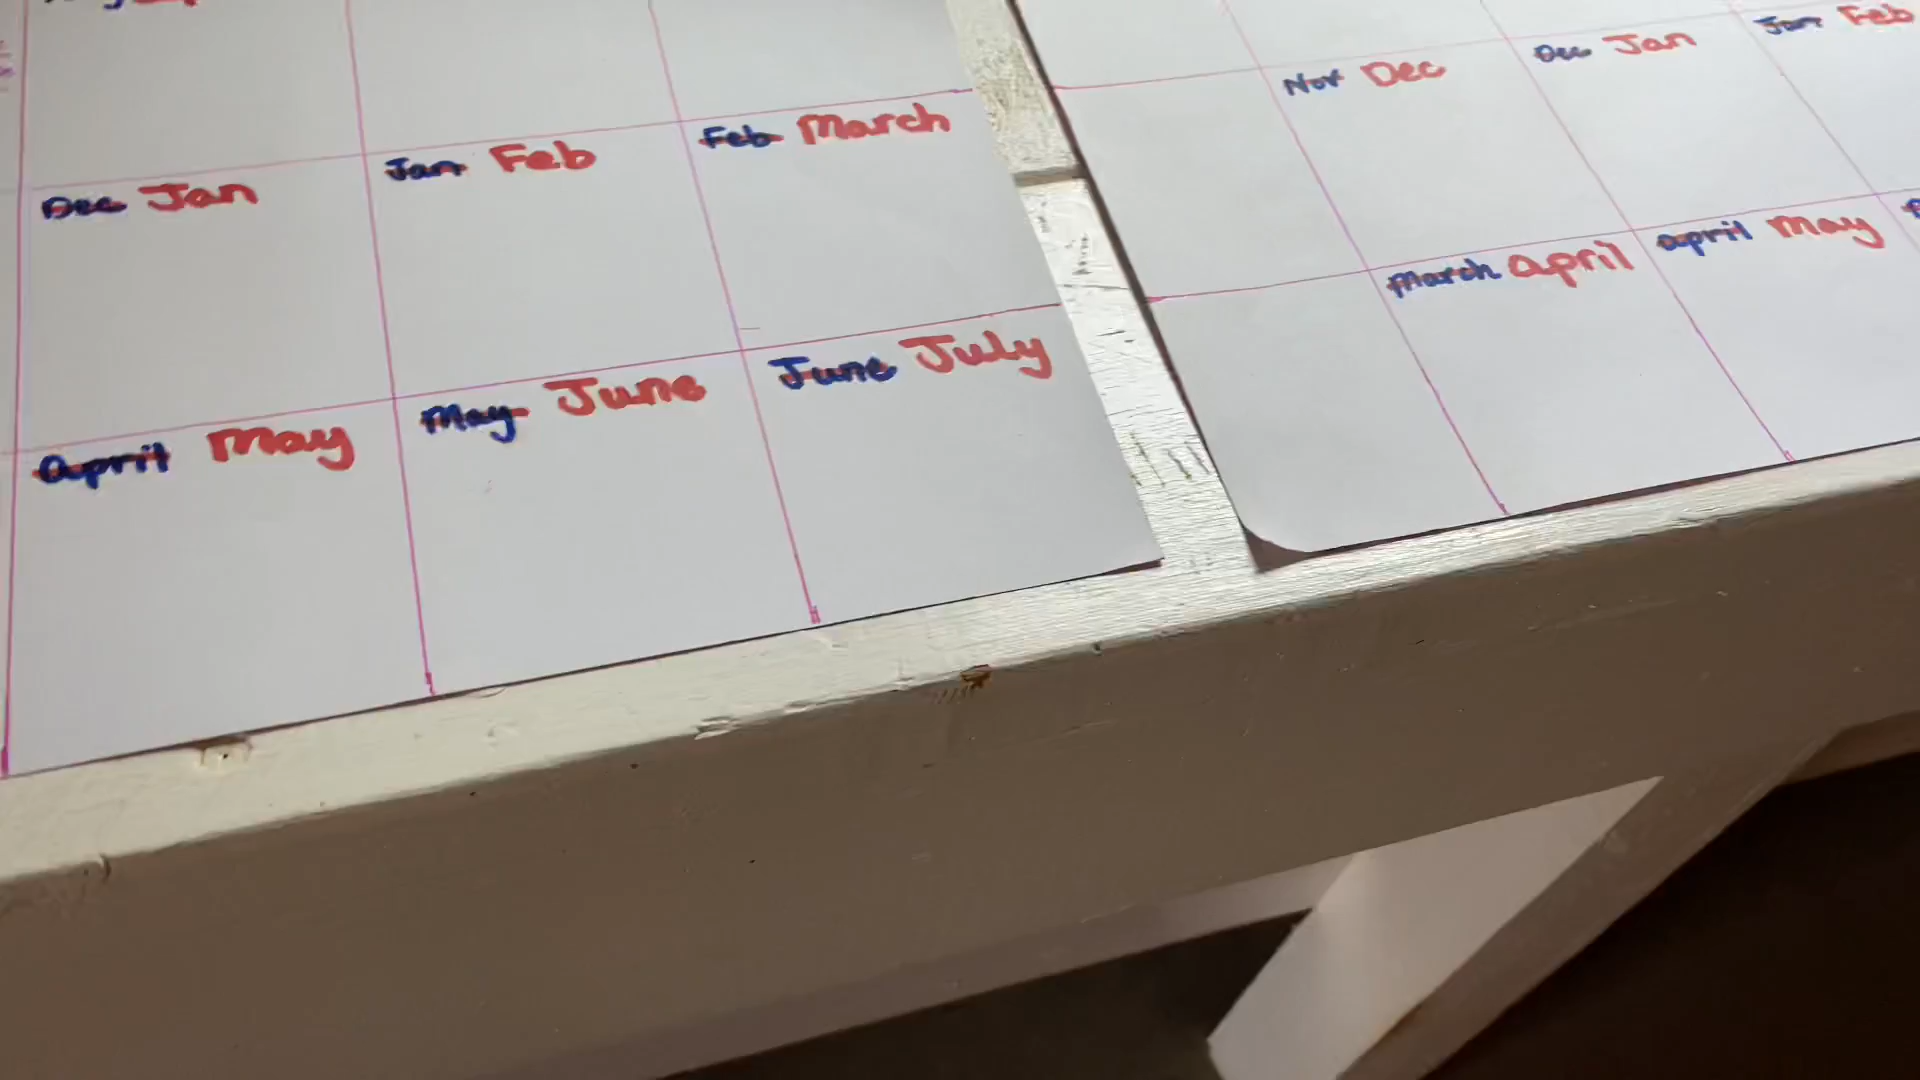 Dec Jan
Jan Feb
Feb March
April May
May June
June July
Nov Dec
Dec Jan
Jan Feb
March April
April May